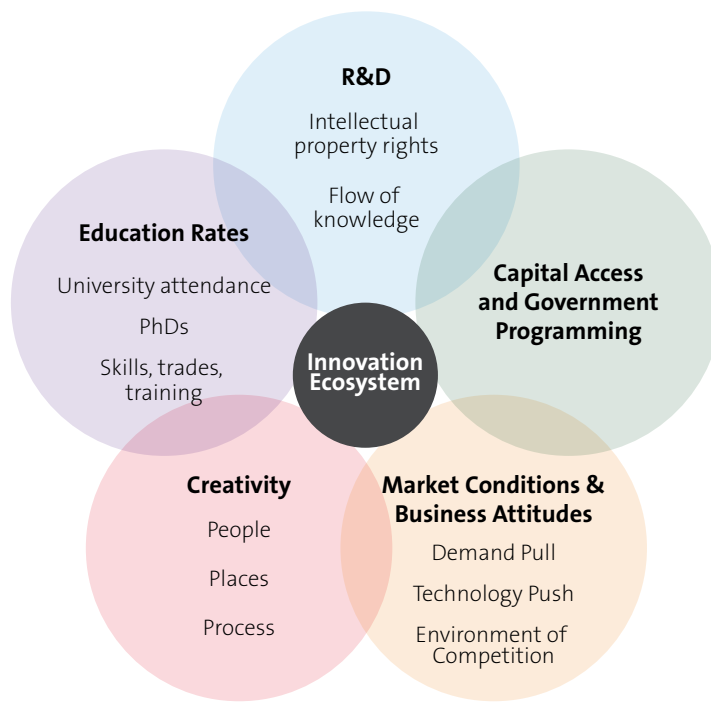 R&D
Intellectual
property rights
Flow of
knowledge
Education Rates
University attendance
PhDs
Skills, trades,
training
Capital Access
and Government
Programming
Innovation
Ecosystem
Creativity
People
Places
Process
Market Conditions &
Business Attitudes
Demand Pull
Technology Push
Environment of
Competition